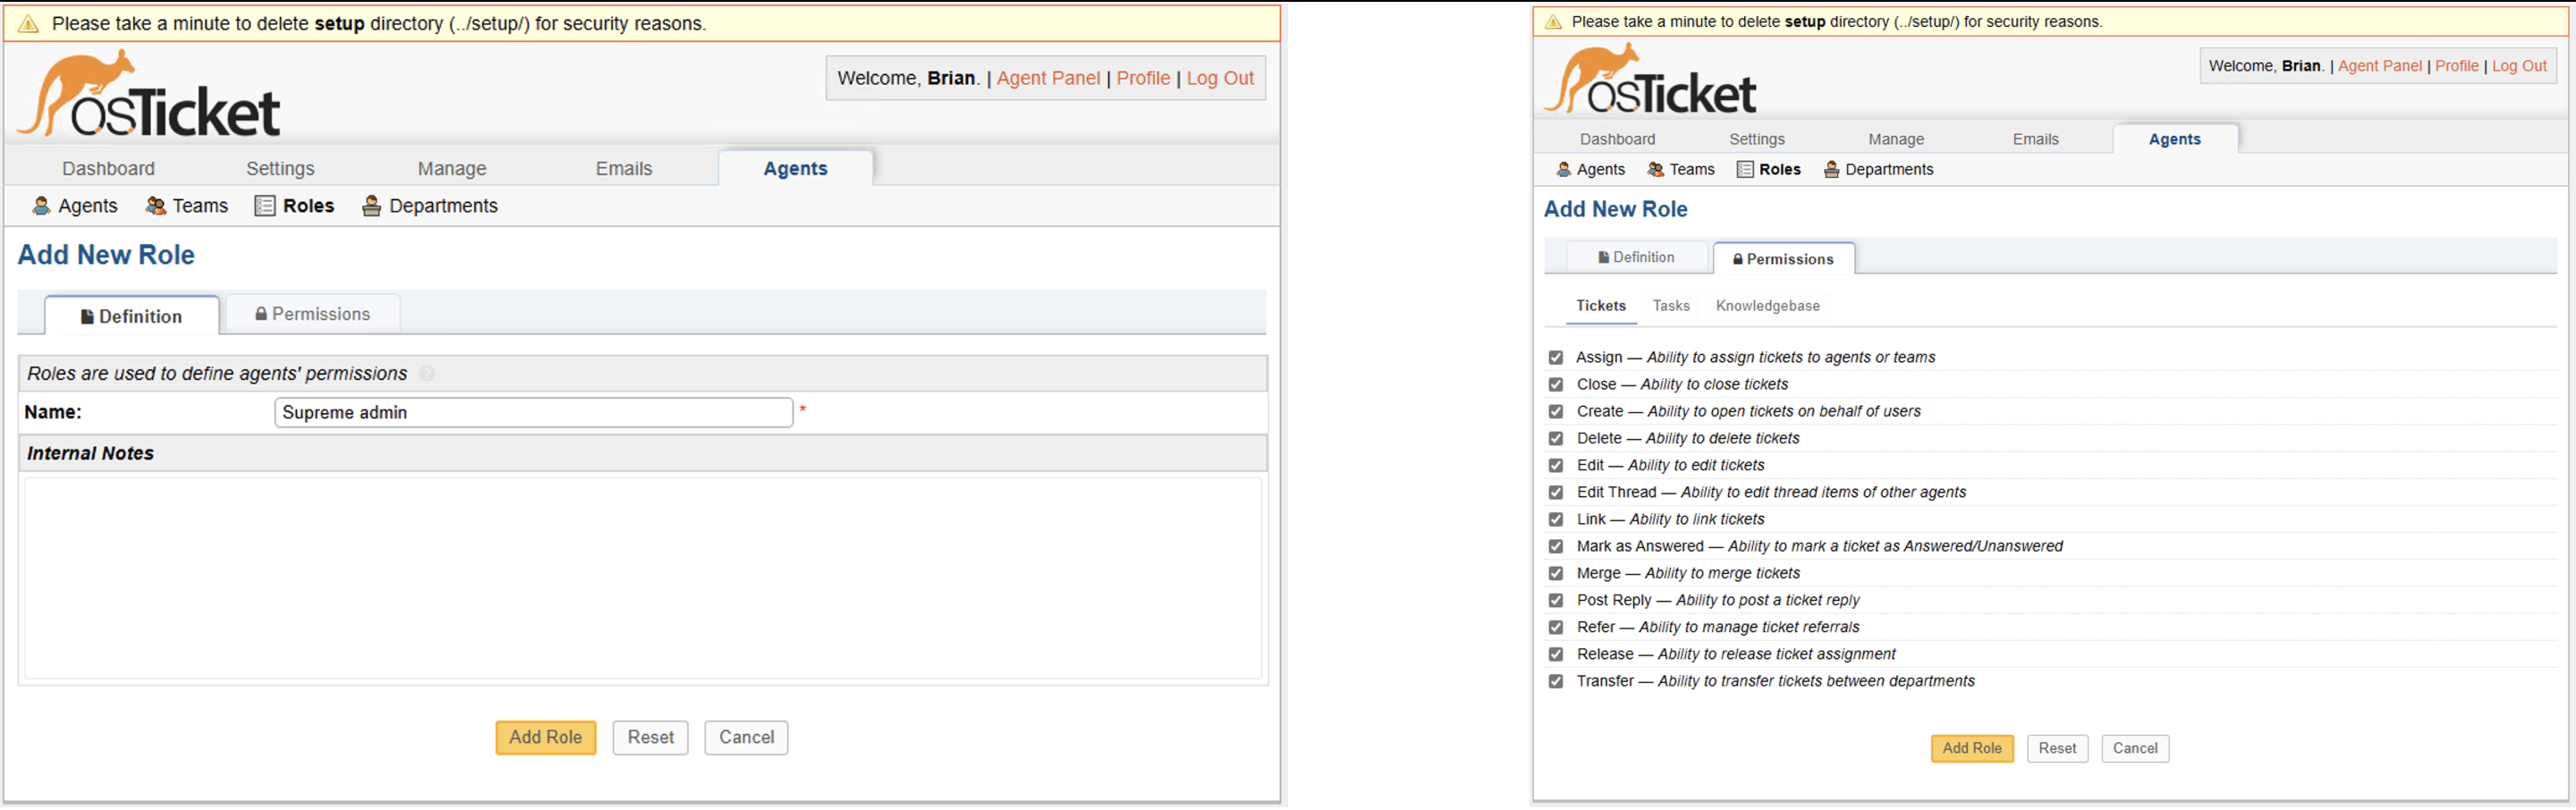 Please take a minute to delete setup directory (../setup/) for security reasons.
osTicket
Welcome, Brian. | Agent Panel | Profile | Log Out
Dashboard Settings Manage Emails Agents
Agents Teams Roles Departments
Add New Role
Definition Permissions
Roles are used to define agents' permissions ?
Name: Supreme admin *
Internal Notes
Add Role Reset Cancel
Please take a minute to delete setup directory (../setup/) for security reasons.
osTicket
Welcome, Brian. | Agent Panel | Profile | Log Out
Dashboard Settings Manage Emails Agents
Agents Teams Roles Departments
Add New Role
Definition Permissions
Tickets Tasks Knowledgebase
Assign — Ability to assign tickets to agents or teams
Close — Ability to close tickets
Create — Ability to open tickets on behalf of users
Delete — Ability to delete tickets
Edit — Ability to edit tickets
Edit Thread — Ability to edit thread items of other agents
Link — Ability to link tickets
Mark as Answered — Ability to mark a ticket as Answered/Unanswered
Merge — Ability to merge tickets
Post Reply — Ability to post a ticket reply
Refer — Ability to manage ticket referrals
Release — Ability to release ticket assignment
Transfer — Ability to transfer tickets between departments
Add Role Reset Cancel